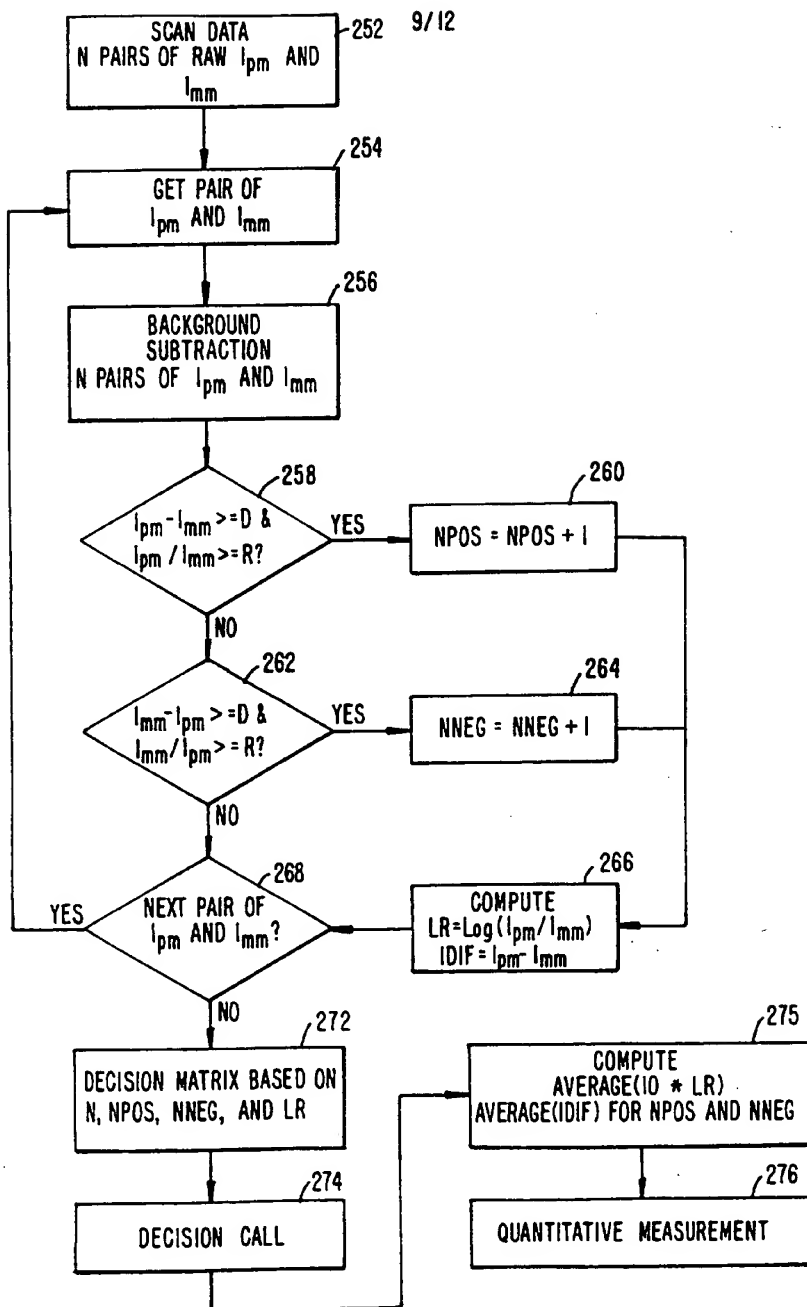 9/12
SCAN DATA
N PAIRS OF RAW Ipm AND
Imm
252
254
GET PAIR OF
Ipm AND Imm
256
BACKGROUND
SUBTRACTION
N PAIRS OF Ipm AND Imm
258
Ipm-Imm>=D &
Ipm/Imm>=R?
YES
NO
260
NPOS = NPOS + I
262
Imm-Ipm>=D &
Imm/Ipm>=R?
YES
NO
264
NNEG = NNEG + I
266
COMPUTE
LR=Log(Ipm/Imm)
IDIF=Ipm-Imm
268
NEXT PAIR OF
Ipm AND Imm?
YES
NO
272
DECISION MATRIX BASED ON
N, NPOS, NNEG, AND LR
274
DECISION CALL
275
COMPUTE
AVERAGE(IO * LR)
AVERAGE(IDIF) FOR NPOS AND NNEG
276
QUANTITATIVE MEASUREMENT